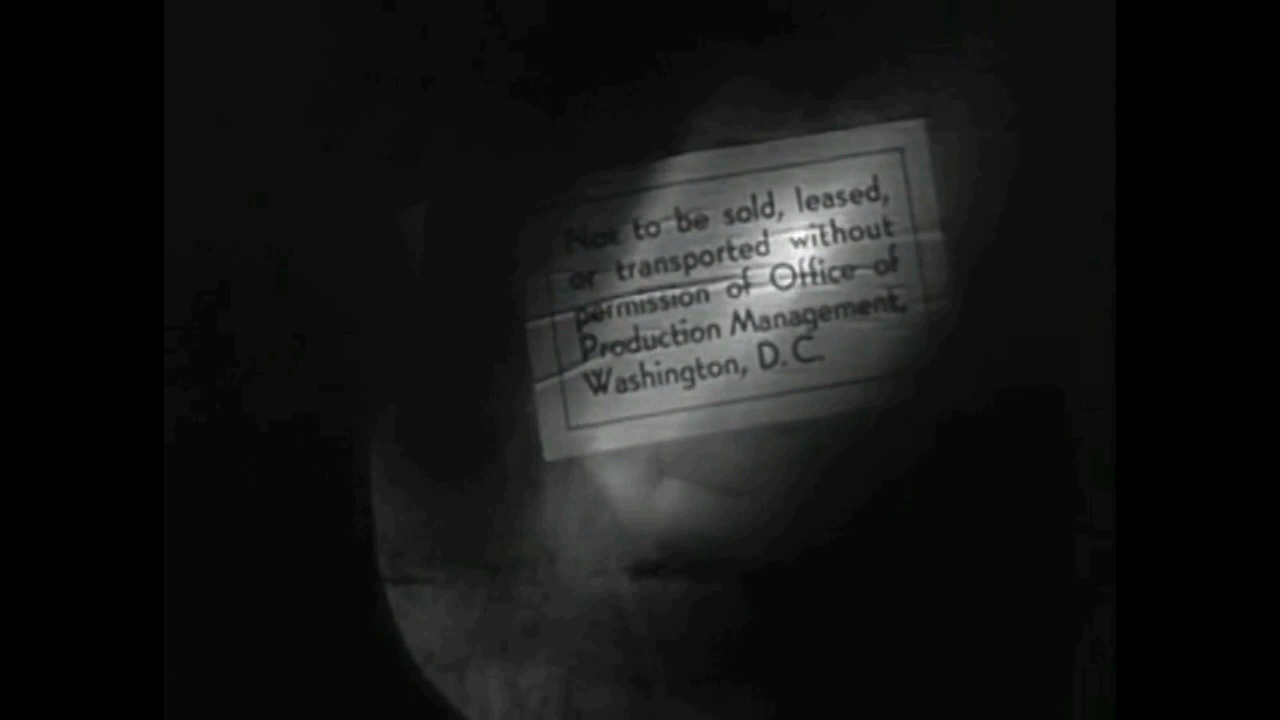 Not to be sold, leased,
or transported without
permission of Office of
Production Management,
Washington, D.C.